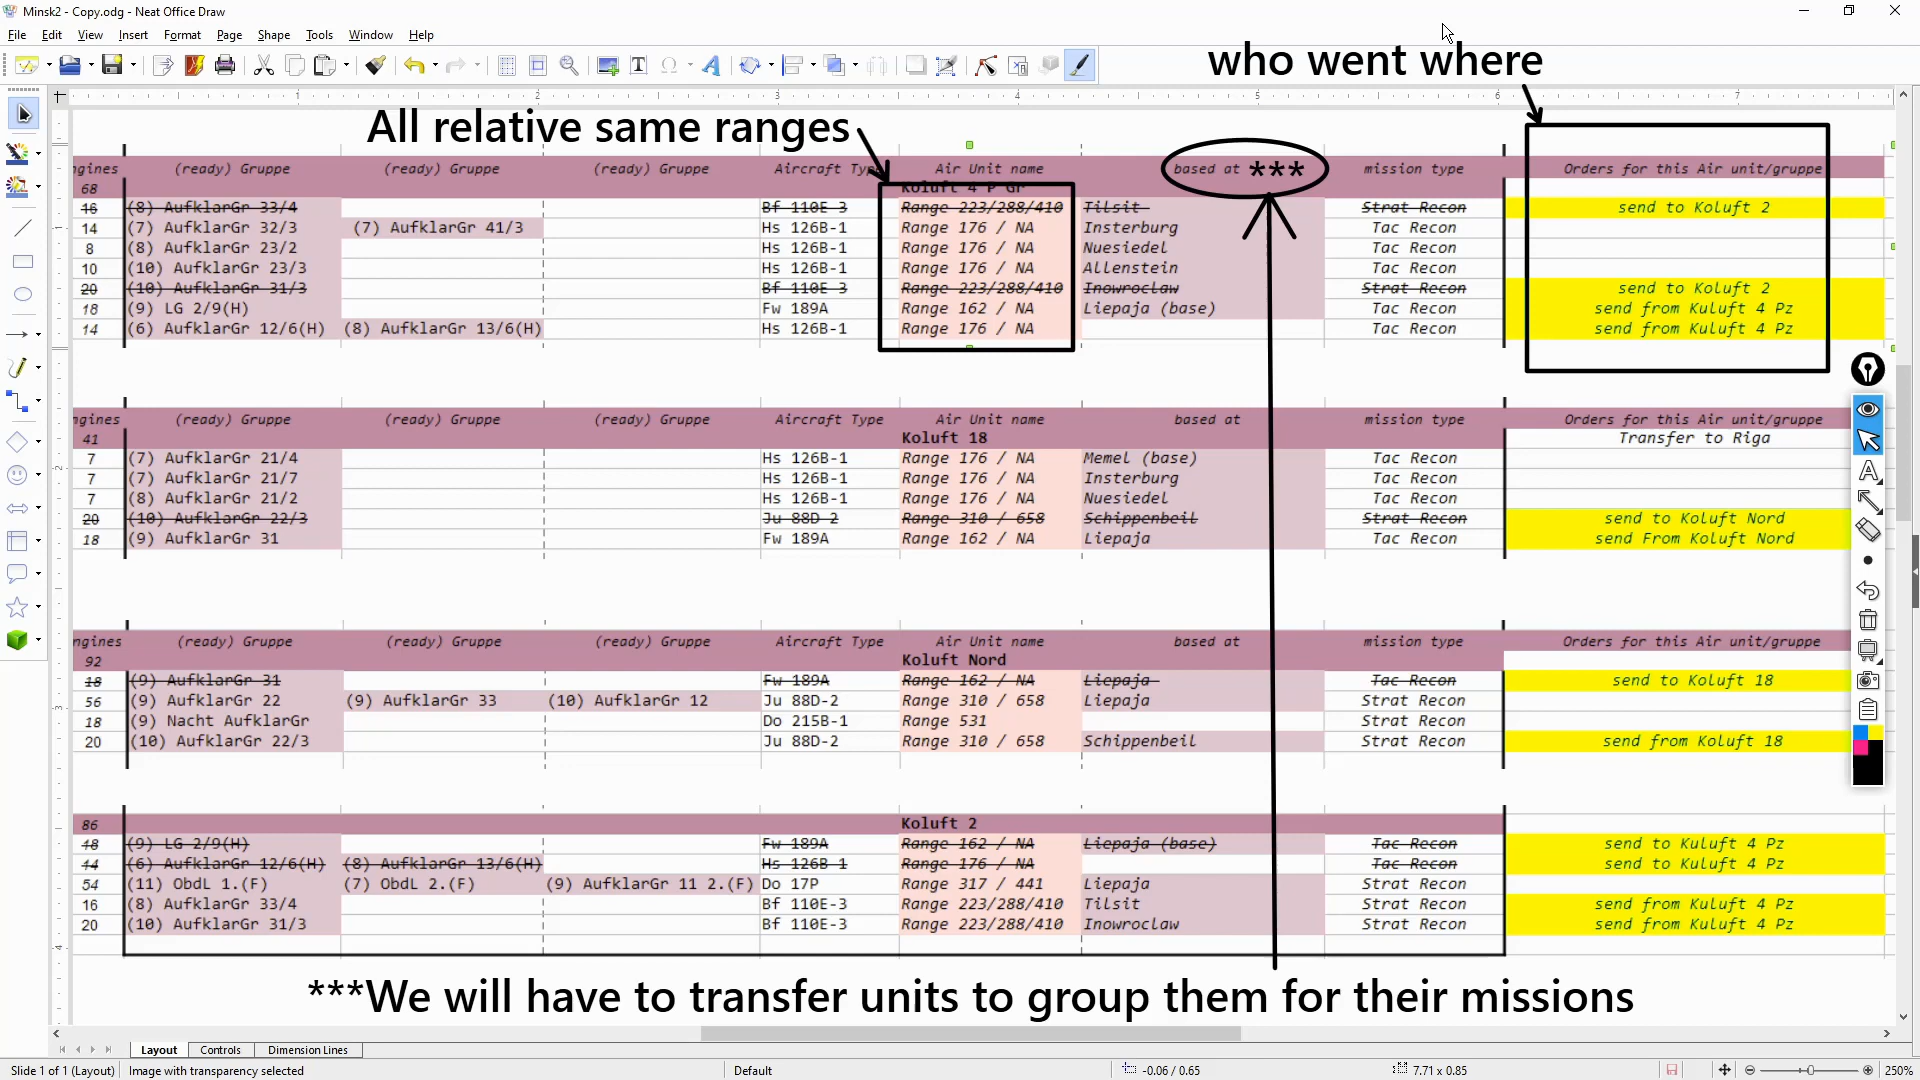 Minsk2 - Copy.odg - Neat Office Draw
File Edit View Insert Format Page Shape Tools Window Help
who went where
1 2 3 4 5 6 7
All relative same ranges
ngines (ready) Gruppe (ready) Gruppe (ready) Gruppe Aircraft Type Air Unit name based at *** mission type Orders for this Air unit/gruppe
68 Koluft 4 P Gr
16 (8) AufklarGr 33/4 Bf 110E-3 Range 223/288/410 Tilsit Strat Recon send to Koluft 2
14 (7) AufklarGr 32/3 (7) AufklarGr 41/3 Hs 126B-1 Range 176 / NA Insterburg Tac Recon
8 (8) AufklarGr 23/2 Hs 126B-1 Range 176 / NA Nuesiedel Tac Recon
10 (10) AufklarGr 23/3 Hs 126B-1 Range 176 / NA Allenstein Tac Recon
20 (10) AufklarGr 31/3 Bf 110E-3 Range 223/288/410 Inowroclaw Strat Recon send to Koluft 2
18 (9) LG 2/9(H) Fw 189A Range 162 / NA Liepaja (base) Tac Recon send from Kuluft 4 Pz
14 (6) AufklarGr 12/6(H) (8) AufklarGr 13/6(H) Hs 126B-1 Range 176 / NA Tac Recon send from Kuluft 4 Pz
ngines (ready) Gruppe (ready) Gruppe (ready) Gruppe Aircraft Type Air Unit name based at mission type Orders for this Air unit/gruppe
41 Koluft 18 Transfer to Riga
7 (7) AufklarGr 21/4 Hs 126B-1 Range 176 / NA Memel (base) Tac Recon
7 (7) AufklarGr 21/7 Hs 126B-1 Range 176 / NA Insterburg Tac Recon
7 (8) AufklarGr 21/2 Hs 126B-1 Range 176 / NA Nuesiedel Tac Recon
20 (10) AufklarGr 22/3 Ju 88D-2 Range 310 / 658 Schippenbeil Strat Recon send to Koluft Nord
18 (9) AufklarGr 31 Fw 189A Range 162 / NA Liepaja Tac Recon send From Koluft Nord
ngines (ready) Gruppe (ready) Gruppe (ready) Gruppe Aircraft Type Air Unit name based at mission type Orders for this Air unit/gruppe
92 Koluft Nord
18 (9) AufklarGr 31 Fw 189A Range 162 / NA Liepaja Tac Recon send to Koluft 18
56 (9) AufklarGr 22 (9) AufklarGr 33 (10) AufklarGr 12 Ju 88D-2 Range 310 / 658 Liepaja Strat Recon
18 (9) Nacht AufklarGr Do 215B-1 Range 531 Strat Recon
20 (10) AufklarGr 22/3 Ju 88D-2 Range 310 / 658 Schippenbeil Strat Recon send from Koluft 18
86 Koluft 2
18 (9) LG 2/9(H) Fw 189A Range 162 / NA Liepaja (base) Tac Recon send to Kuluft 4 Pz
14 (6) AufklarGr 12/6(H) (8) AufklarGr 13/6(H) Hs 126B-1 Range 176 / NA Tac Recon send to Kuluft 4 Pz
54 (11) ObdL 1.(F) (7) ObdL 2.(F) (9) AufklarGr 11 2.(F) Do 17P Range 317 / 441 Liepaja Strat Recon
16 (8) AufklarGr 33/4 Bf 110E-3 Range 223/288/410 Tilsit Strat Recon send from Kuluft 4 Pz
20 (10) AufklarGr 31/3 Bf 110E-3 Range 223/288/410 Inowroclaw Strat Recon send from Kuluft 4 Pz
***We will have to transfer units to group them for their missions
Layout Controls Dimension Lines
Slide 1 of 1 (Layout) Image with transparency selected Default -0.06 / 0.65 7.71 x 0.85 250%